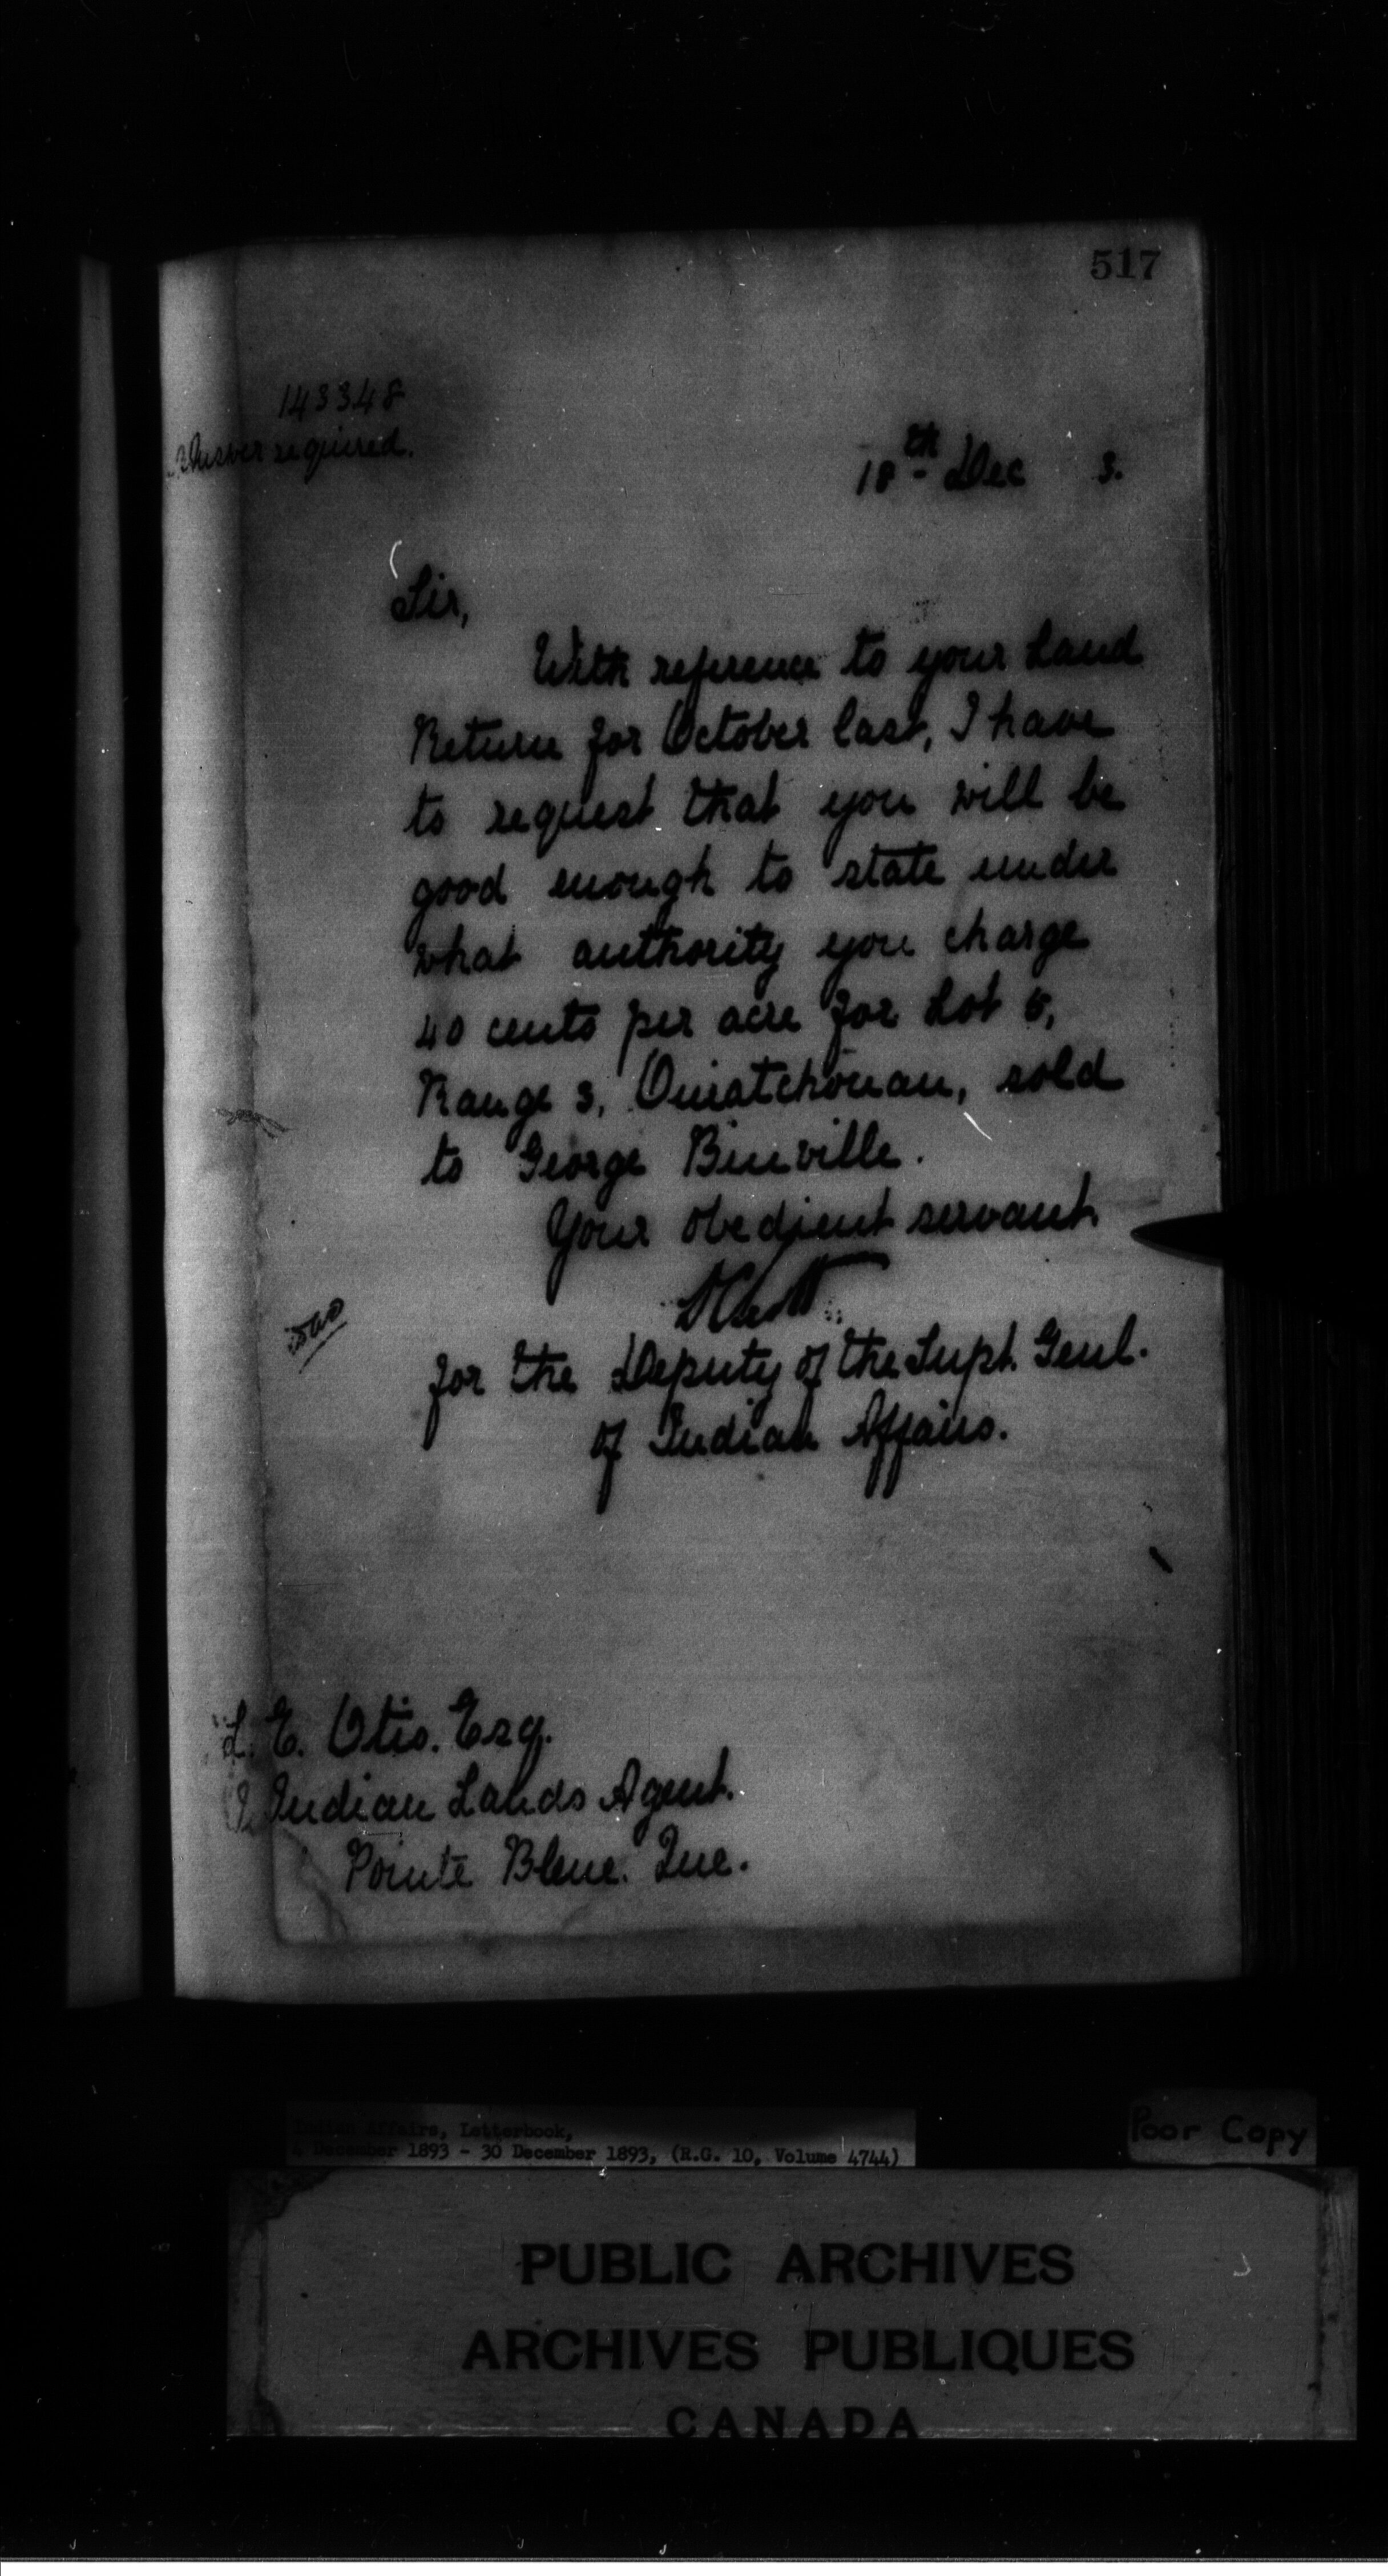 517
143348
Answer required.
18th Dec 3.
Sir,
With reference to your Land
Return for October last, I have
to request that you will be
good enough to state under
what authority you charge
40 cents per acre for Lot 5,
Range 3, Ouiatchouan, sold
to George Binville.
Your obedient servant
for the Deputy of the Supt. Genl.
of Indian Affairs.
L. E. Otis. Esq.
Indian Lands Agent.
Pointe Bleue. Que.
Indian Affairs, Letterbook,
4 December 1893 - 30 December 1893, (R.G. 10, Volume 4744)
Poor Copy
PUBLIC ARCHIVES
ARCHIVES PUBLIQUES
CANADA